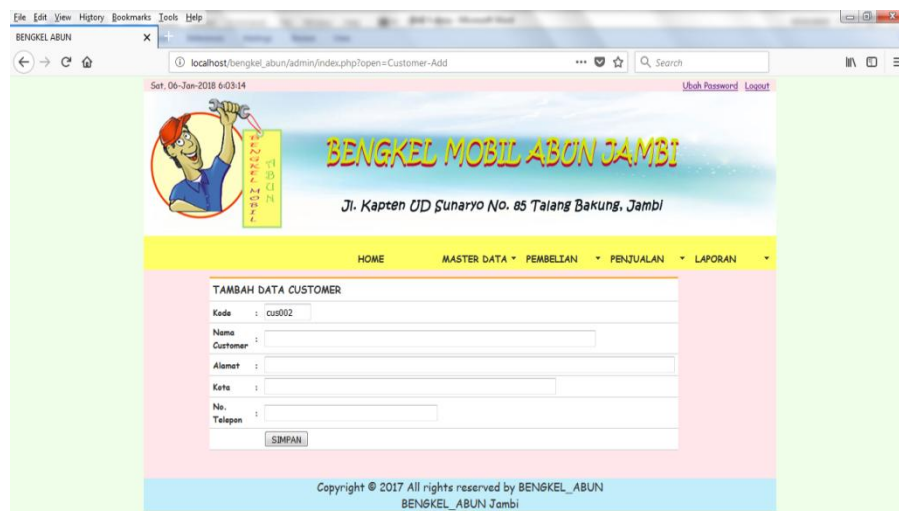 File Edit View History Bookmarks Tools Help
BENGKEL ABUN
localhost/bengkel_abun/admin/index.php?open=Customer-Add
Search
Sat, 06-Jan-2018 6:03:14
Ubah Password Logout
BENGKEL MOBIL
ABUN
BENGKEL MOBIL ABUN JAMBI
Jl. Kapten UD Sunaryo No. 85 Talang Bakung, Jambi
HOME MASTER DATA PEMBELIAN PENJUALAN LAPORAN
TAMBAH DATA CUSTOMER
Kode : cus002
Nama
Customer :
Alamat :
Kota :
No.
Telepon :
SIMPAN
Copyright © 2017 All rights reserved by BENGKEL_ABUN
BENGKEL_ABUN Jambi